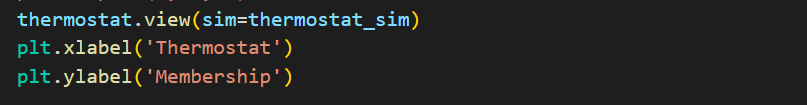 thermostat.view(sim=thermostat_sim)
plt.xlabel('Thermostat')
plt.ylabel('Membership')